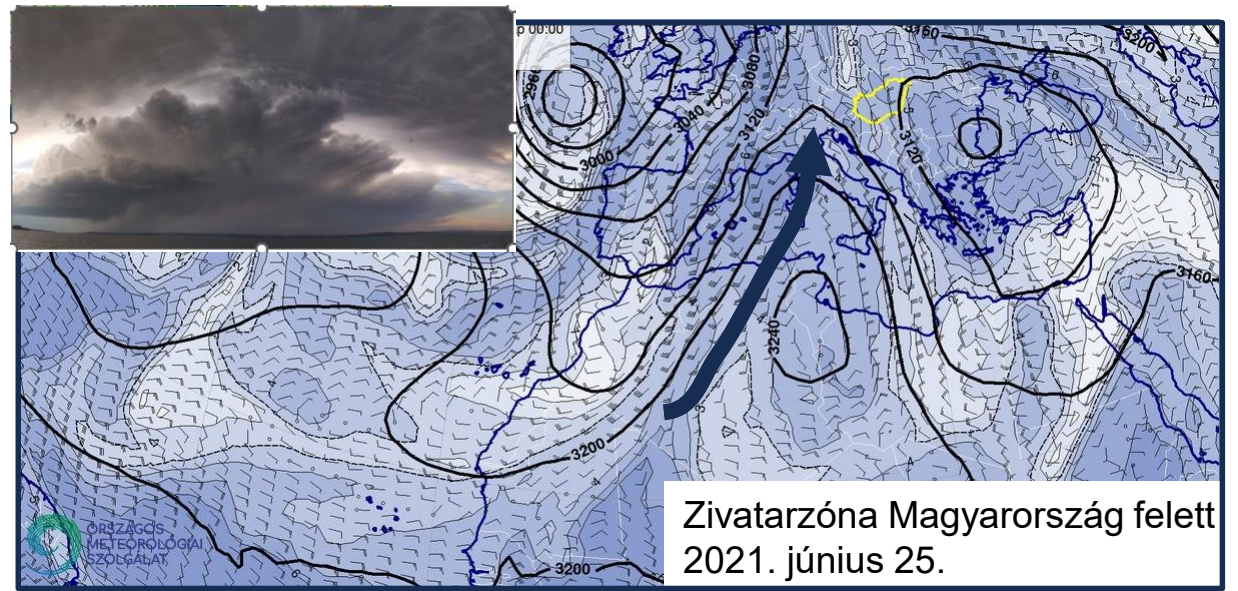 p 00:00
3160
3200
2960
3080
3040
3120
3000
3120
3160
3240
3200
ORSZÁGOS
METEOROLÓGIAI
SZOLGÁLAT
3200
Zivatarzóna Magyarország felett
2021. június 25.